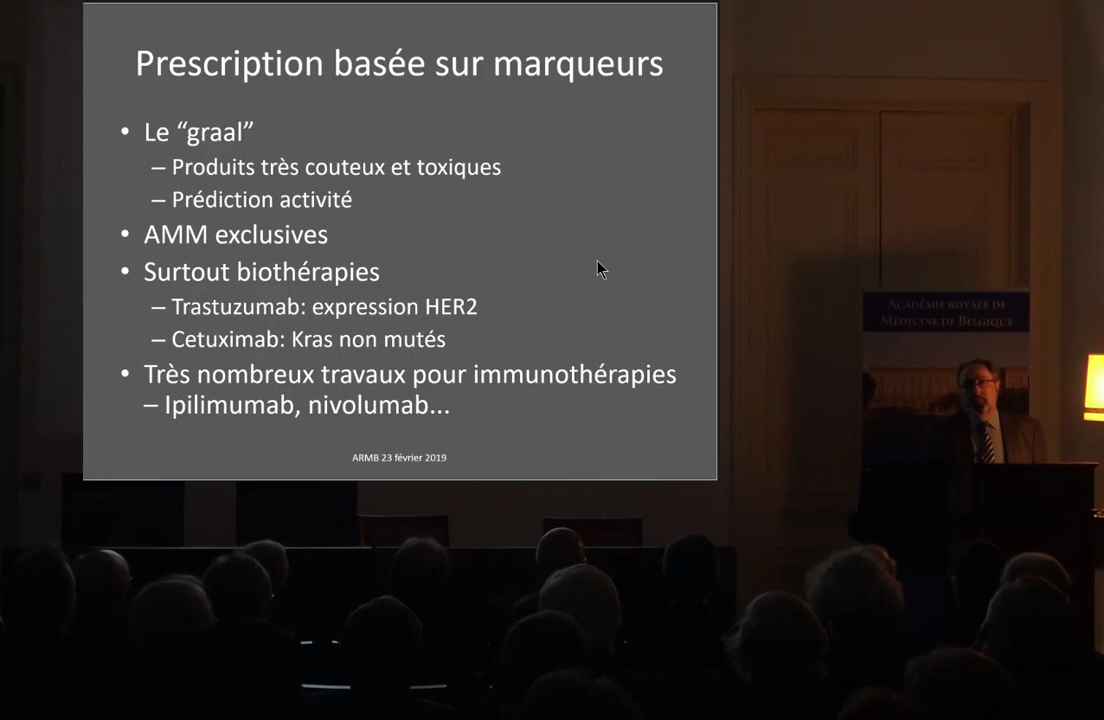 Prescription basée sur marqueurs
• Le “graal”
– Produits très couteux et toxiques
– Prédiction activité
• AMM exclusives
• Surtout biothérapies
– Trastuzumab: expression HER2
– Cetuximab: Kras non mutés
• Très nombreux travaux pour immunothérapies
– Ipilimumab, nivolumab...
ARMB 23 février 2019
Académie royale de
Médecine de Belgique